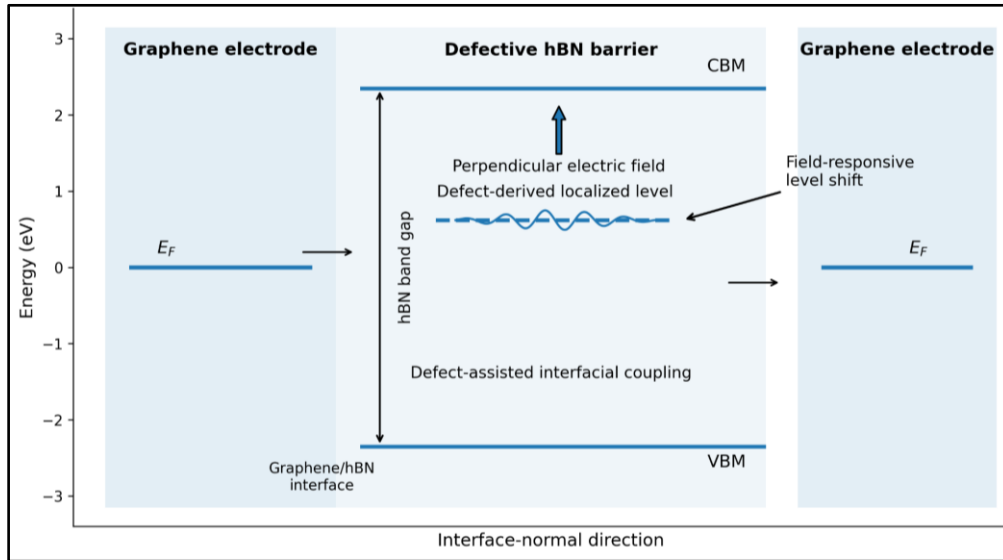 Graphene electrode
Defective hBN barrier
Graphene electrode
CBM
Perpendicular electric field
Defect-derived localized level
Field-responsive
level shift
E_F
E_F
hBN band gap
Defect-assisted interfacial coupling
VBM
Graphene/hBN
interface
3
2
1
0
−1
−2
−3
Energy (eV)
Interface-normal direction